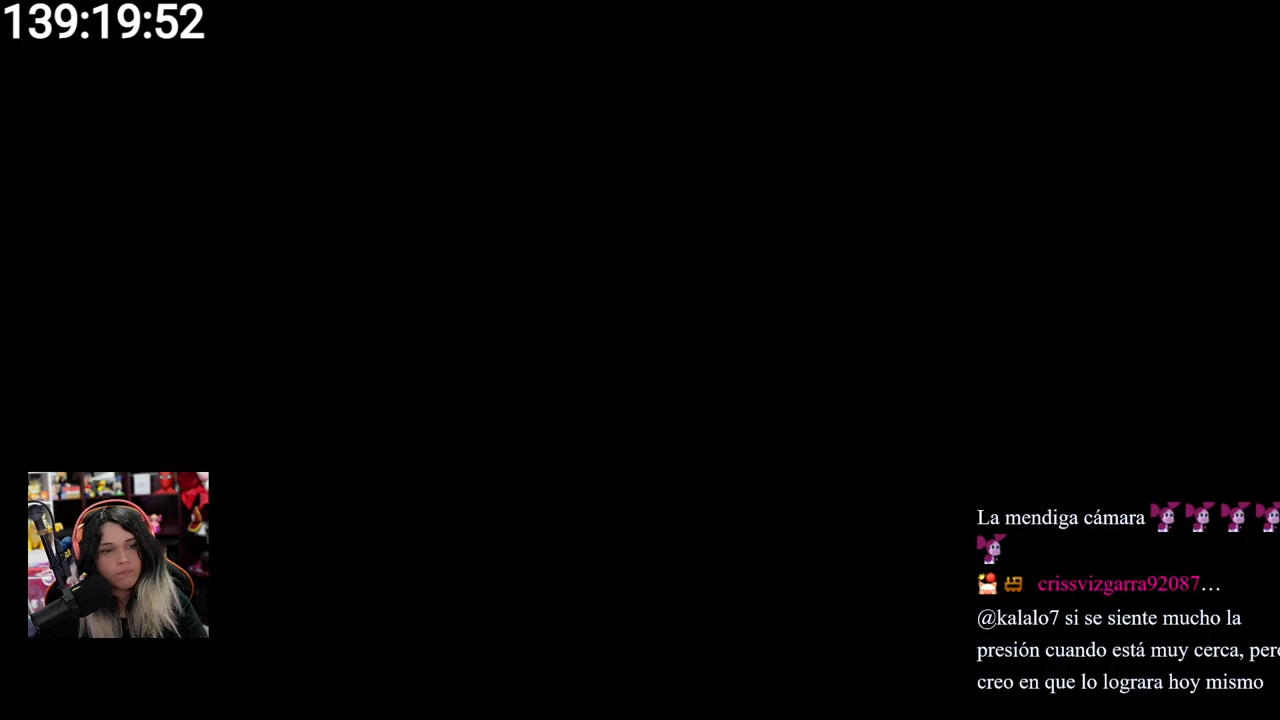 139:19:52
La mendiga cámara
crissvizgarra92087…
@kalalo7 si se siente mucho la
presión cuando está muy cerca, pero
creo en que lo lograra hoy mismo